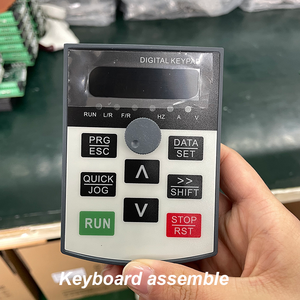 DIGITAL KEYPAD
RUN L/R F/R HZ A V
PRG
ESC
DATA
SET
∧
QUICK
JOG
>>
SHIFT
∨
RUN
STOP
RST
Keyboard assemble